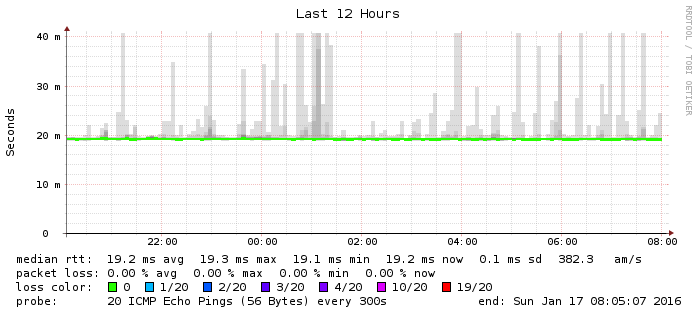 Last 12 Hours
RRDTOOL / TOBI OETIKER
Seconds
40 m
30 m
20 m
10 m
0
22:00 00:00 02:00 04:00 06:00 08:00
median rtt: 19.2 ms avg 19.3 ms max 19.1 ms min 19.2 ms now 0.1 ms sd 382.3 am/s
packet loss: 0.00 % avg 0.00 % max 0.00 % min 0.00 % now
loss color: 0 1/20 2/20 3/20 4/20 10/20 19/20
probe: 20 ICMP Echo Pings (56 Bytes) every 300s end: Sun Jan 17 08:05:07 2016